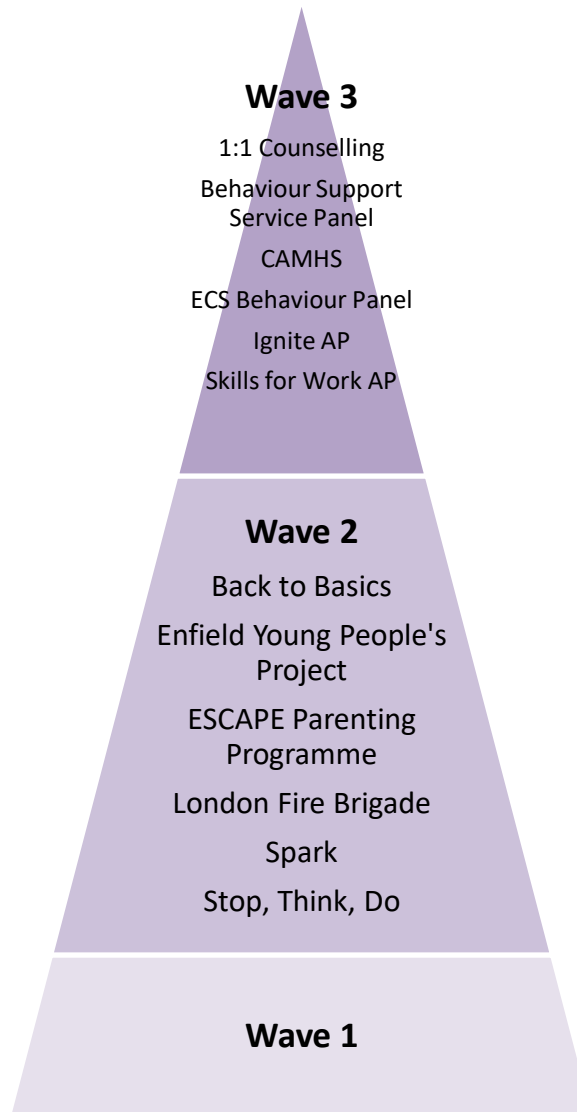 Wave 3
1:1 Counselling
Behaviour Support
Service Panel
CAMHS
ECS Behaviour Panel
Ignite AP
Skills for Work AP
Wave 2
Back to Basics
Enfield Young People's
Project
ESCAPE Parenting
Programme
London Fire Brigade
Spark
Stop, Think, Do
Wave 1